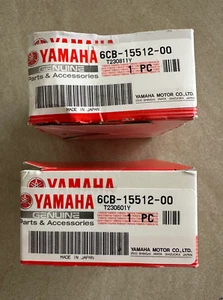 YAMAHA 6CB-15512-00
T230811Y
GENUINE 1 PC
Parts & Accessories
MADE IN JAPAN
YAMAHA MOTOR CO.,LTD.
YAMAHA 6CB-15512-00
T230601Y
GENUINE 1 PC
Parts & Accessories
MADE IN JAPAN
YAMAHA MOTOR CO.,LTD.